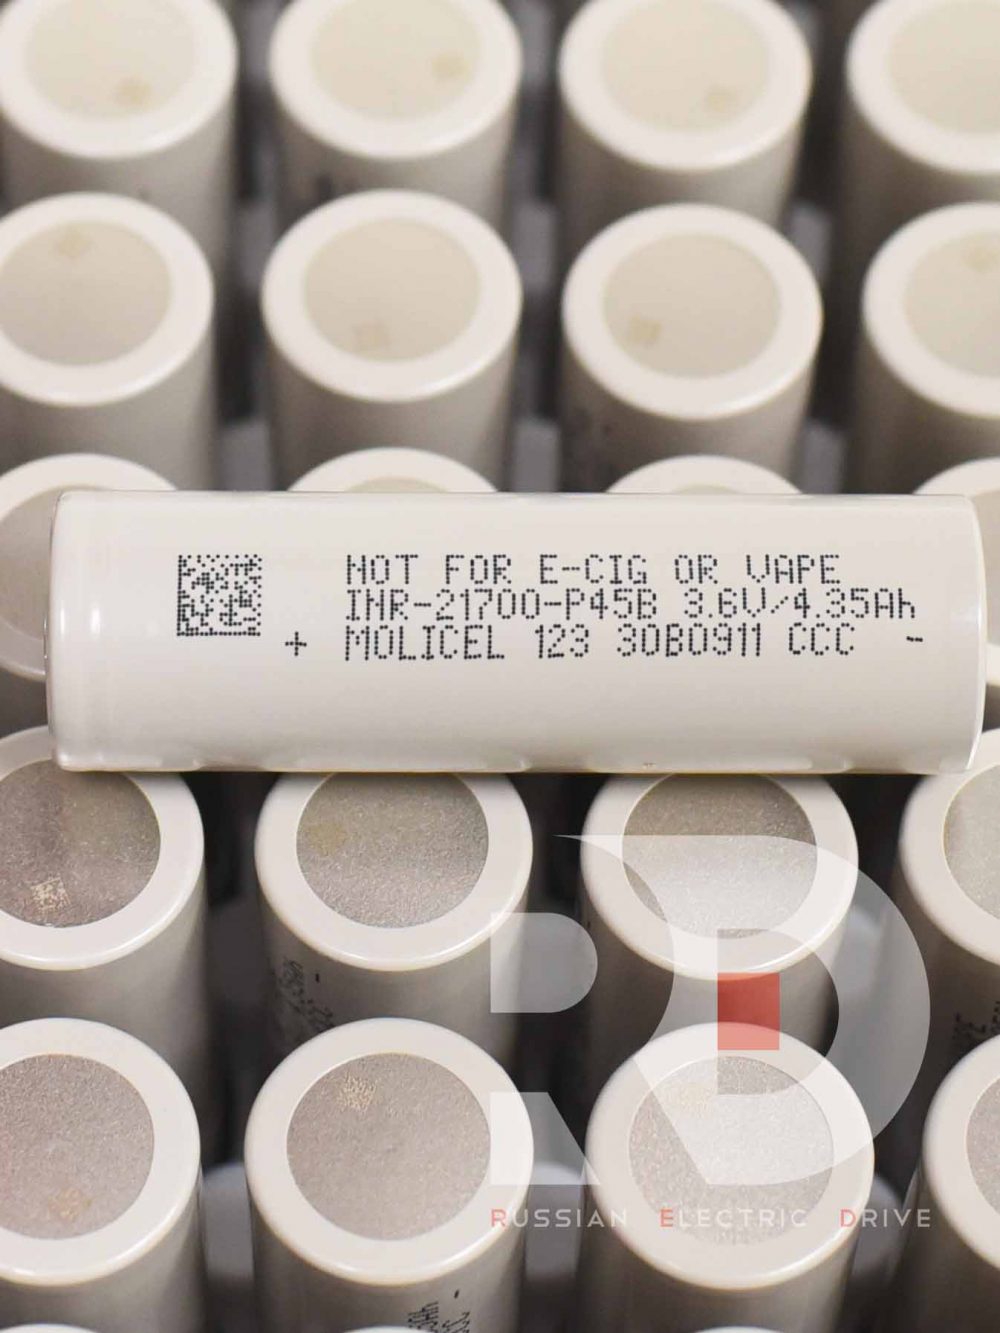 NOT FOR E-CIG OR VAPE
INR-21700-P45B 3.6V/4.35Ah
+ MOLICEL 123 30B0911 CCC -
RUSSIAN ELECTRIC DRIVE